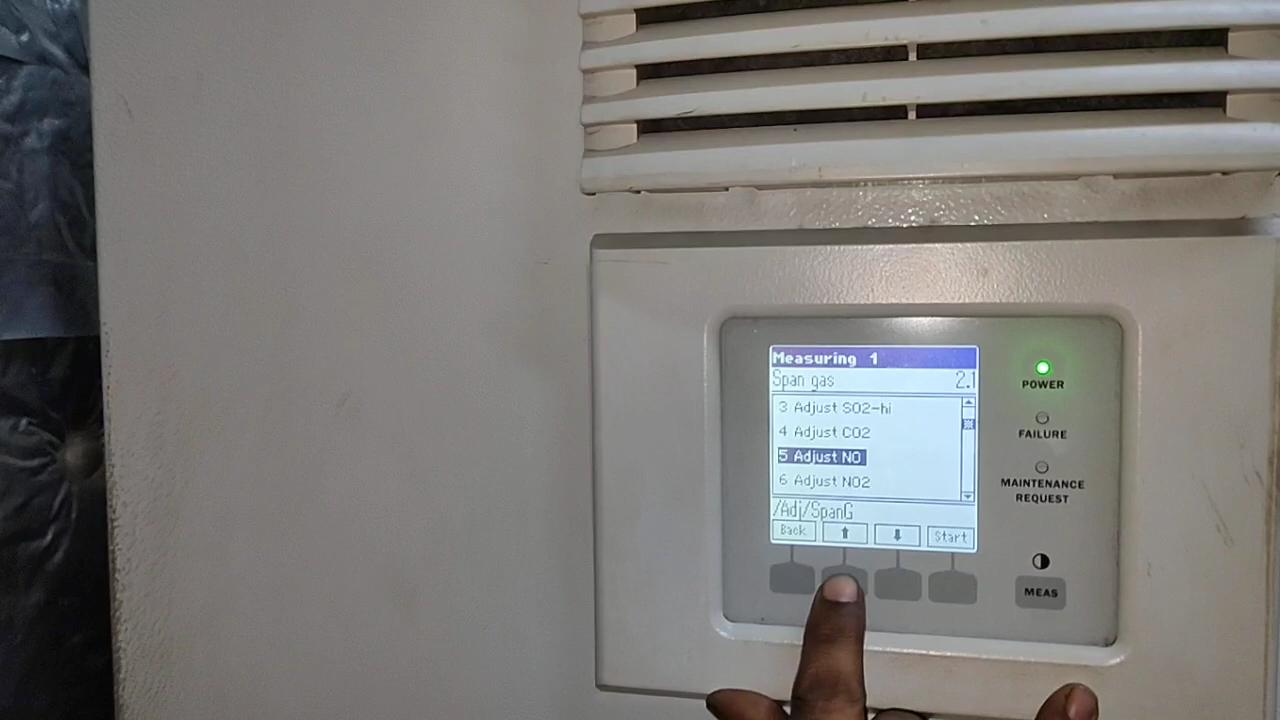 Measuring 1
Span gas 2.1
3 Adjust SO2-hi
4 Adjust CO2
5 Adjust NO
6 Adjust NO2
/Adj/SpanG
Back Start
POWER
FAILURE
MAINTENANCE
REQUEST
MEAS